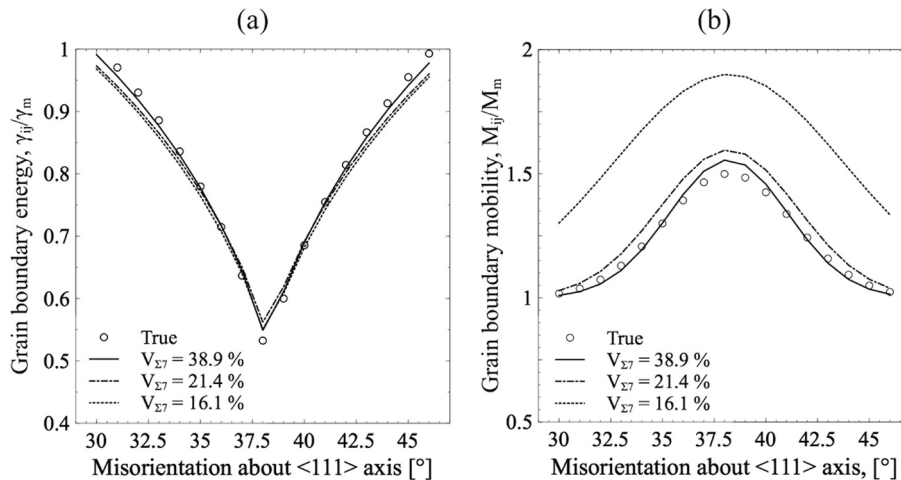 (a)
Grain boundary energy, γij/γm
1
0.9
0.8
0.7
0.6
0.5
0.4
True
VΣ7 = 38.9 %
VΣ7 = 21.4 %
VΣ7 = 16.1 %
30 32.5 35 37.5 40 42.5 45
Misorientation about <111> axis [°]
(b)
Grain boundary mobility, Mij/Mm
2
1.5
1
0.5
True
VΣ7 = 38.9 %
VΣ7 = 21.4 %
VΣ7 = 16.1 %
30 32.5 35 37.5 40 42.5 45
Misorientation about <111> axis, [°]